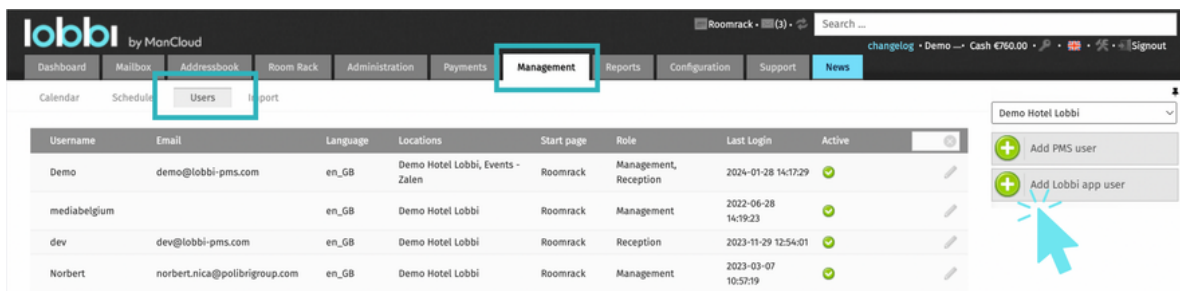 lobbi by ManCloud
Roomrack • (3) •
Search ...
changelog • Demo —• Cash €760.00 • • • • Signout
Dashboard Mailbox Addressbook Room Rack Administration Payments Management Reports Configuration Support News
Calendar Schedule Users Import
Demo Hotel Lobbi
Username Email Language Locations Start page Role Last Login Active
Demo demo@lobbi-pms.com en_GB Demo Hotel Lobbi, Events - Zalen Roomrack Management, Reception 2024-01-28 14:17:29
mediabelgium en_GB Demo Hotel Lobbi Roomrack Management 2022-06-28 14:19:23
dev dev@lobbi-pms.com en_GB Demo Hotel Lobbi Roomrack Reception 2023-11-29 12:54:01
Norbert norbert.nica@polibrigroup.com en_GB Demo Hotel Lobbi Roomrack Management 2023-03-07 10:57:19
Add PMS user
Add Lobbi app user